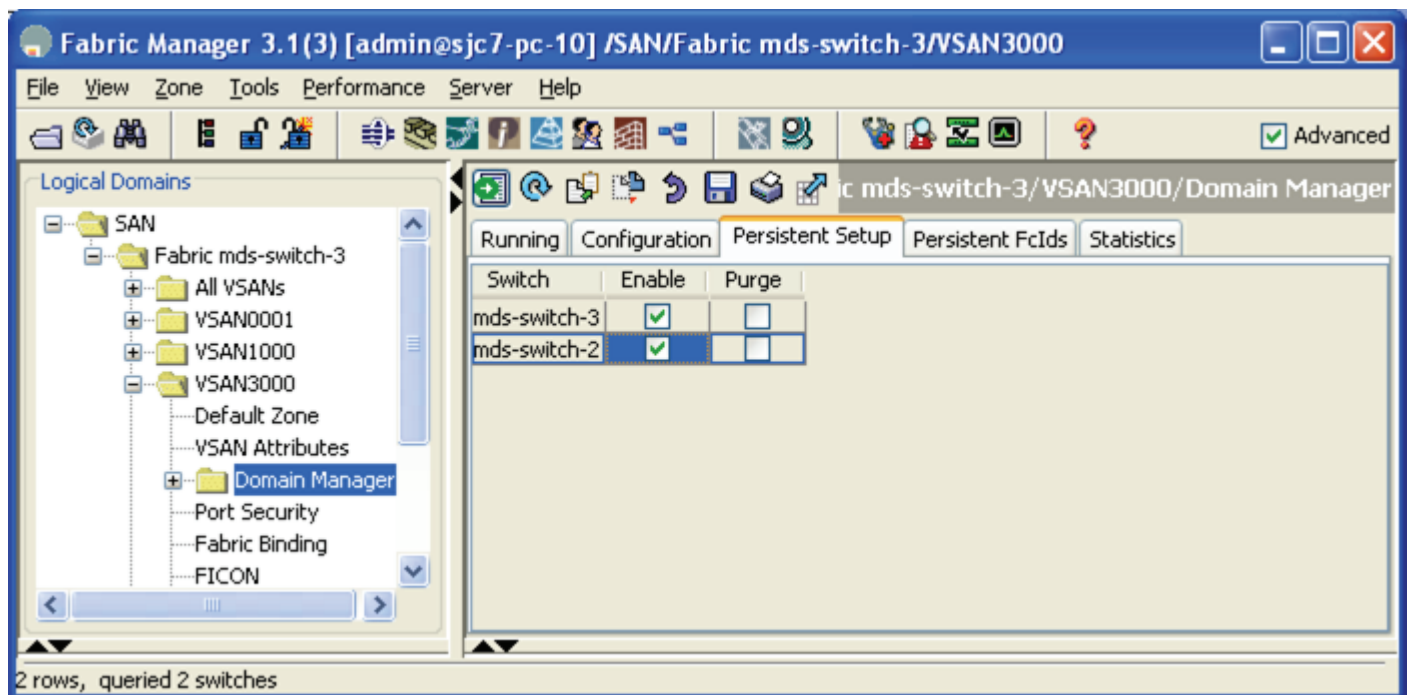 Fabric Manager 3.1(3) [admin@sjc7-pc-10] /SAN/Fabric mds-switch-3/VSAN3000
File View Zone Tools Performance Server Help
Advanced
Logical Domains
SAN
Fabric mds-switch-3
All VSANs
VSAN0001
VSAN1000
VSAN3000
Default Zone
VSAN Attributes
Domain Manager
Port Security
Fabric Binding
FICON
ic mds-switch-3/VSAN3000/Domain Manager
Running Configuration Persistent Setup Persistent FcIds Statistics
Switch Enable Purge
mds-switch-3
mds-switch-2
2 rows, queried 2 switches